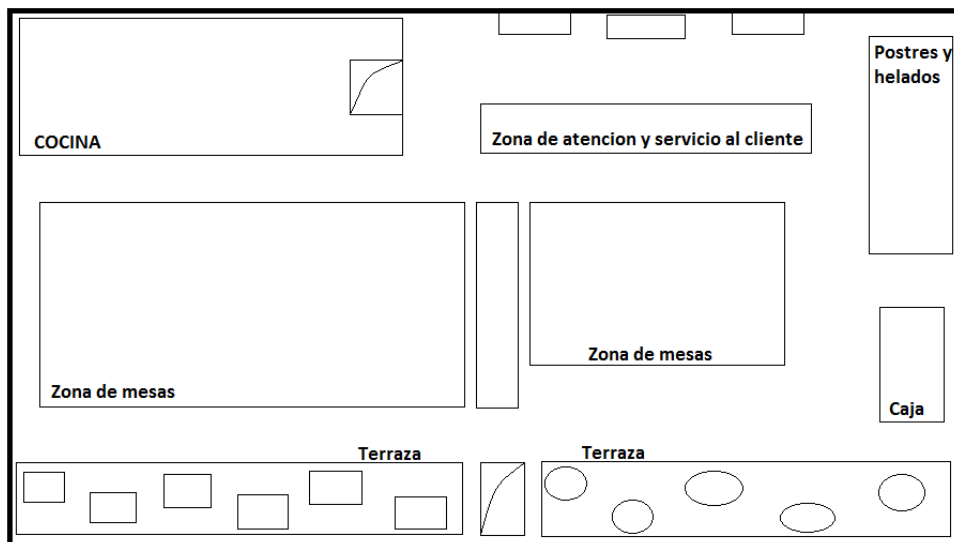 Postres y
helados
COCINA
Zona de atencion y servicio al cliente
Zona de mesas
Zona de mesas
Caja
Terraza
Terraza